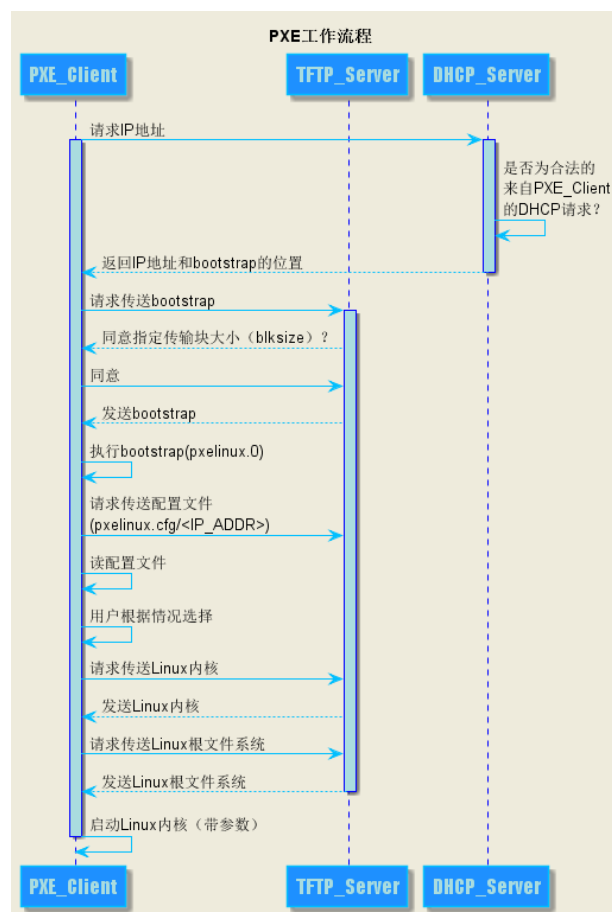 PXE工作流程
PXE_Client
TFTP_Server
DHCP_Server
请求IP地址
是否为合法的
来自PXE_Client
的DHCP请求？
返回IP地址和bootstrap的位置
请求传送bootstrap
同意指定传输块大小（blksize）？
同意
发送bootstrap
执行bootstrap(pxelinux.0)
请求传送配置文件
(pxelinux.cfg/<IP_ADDR>)
读配置文件
用户根据情况选择
请求传送Linux内核
发送Linux内核
请求传送Linux根文件系统
发送Linux根文件系统
启动Linux内核（带参数）
PXE_Client
TFTP_Server
DHCP_Server